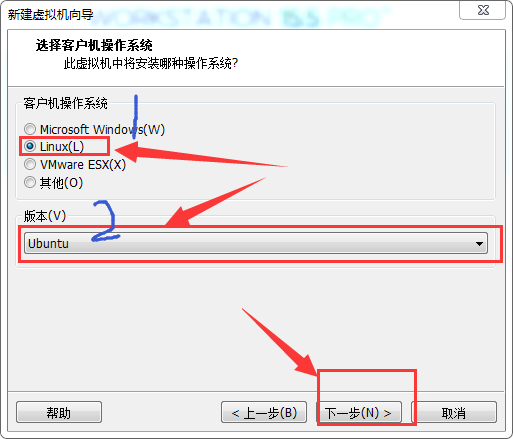 新建虚拟机向导
WORKSTATION 15.5 PRO™
选择客户机操作系统
此虚拟机中将安装哪种操作系统?
客户机操作系统
1
Microsoft Windows(W)
Linux(L)
VMware ESX(X)
其他(O)
版本(V)
2
Ubuntu
帮助
< 上一步(B)
下一步(N) >
取消